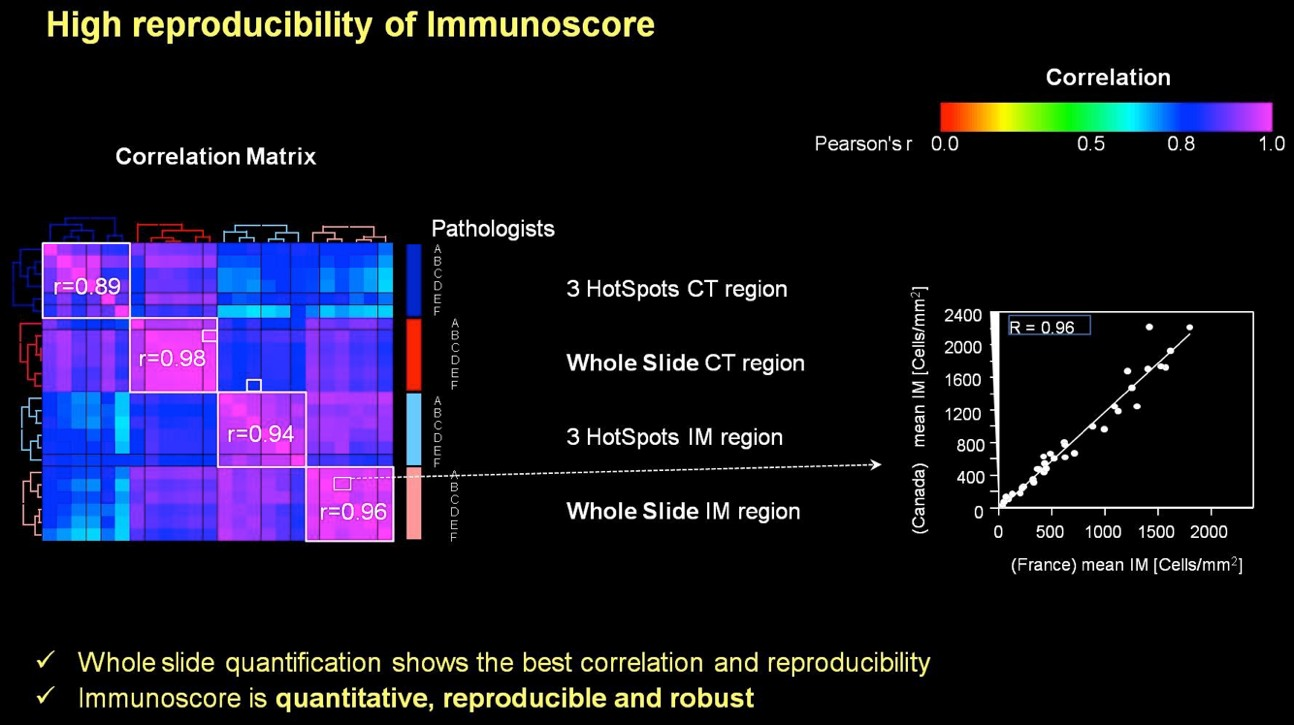 High reproducibility of Immunoscore
Correlation
Pearson's r 0.0 0.5 0.8 1.0
Correlation Matrix
Pathologists
A
B
C
D
E
F
A
B
C
D
E
F
A
B
C
D
E
F
A
B
C
D
E
F
r=0.89
r=0.98
r=0.94
r=0.96
3 HotSpots CT region
Whole Slide CT region
3 HotSpots IM region
Whole Slide IM region
(Canada) mean IM [Cells/mm²]
2400
2000
1600
1200
800
400
0
R = 0.96
0 500 1000 1500 2000
(France) mean IM [Cells/mm²]
✓ Whole slide quantification shows the best correlation and reproducibility
✓ Immunoscore is quantitative, reproducible and robust